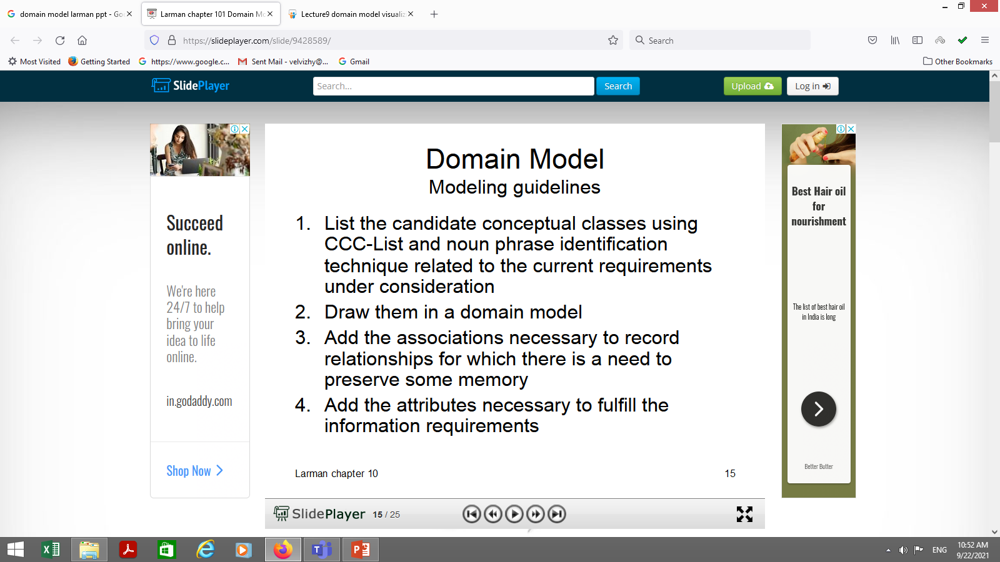 domain model larman ppt - Go
Larman chapter 101 Domain Mo
Lecture9 domain model visualiz
https://slideplayer.com/slide/9428589/
Search
Most Visited
Getting Started
https://www.google.c...
Sent Mail - velvizhy@...
Gmail
Other Bookmarks
SlidePlayer
Search...
Search
Upload
Log in
Succeed
online.
We're here
24/7 to help
bring your
idea to life
online.
in.godaddy.com
Shop Now
Domain Model
Modeling guidelines
1. List the candidate conceptual classes using
CCC-List and noun phrase identification
technique related to the current requirements
under consideration
2. Draw them in a domain model
3. Add the associations necessary to record
relationships for which there is a need to
preserve some memory
4. Add the attributes necessary to fulfill the
information requirements
Larman chapter 10
15
Best Hair oil
for
nourishment
The list of best hair oil
in India is long
Better Butter
SlidePlayer
15 / 25
ENG
10:52 AM
9/22/2021